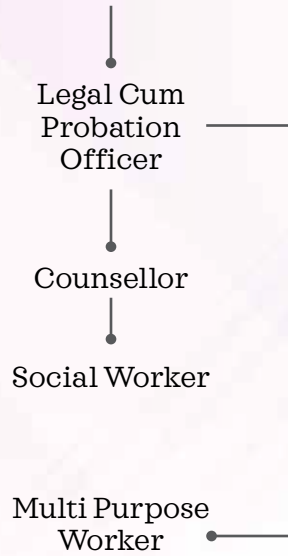 Legal Cum
Probation
Officer
Counsellor
Social Worker
Multi Purpose
Worker